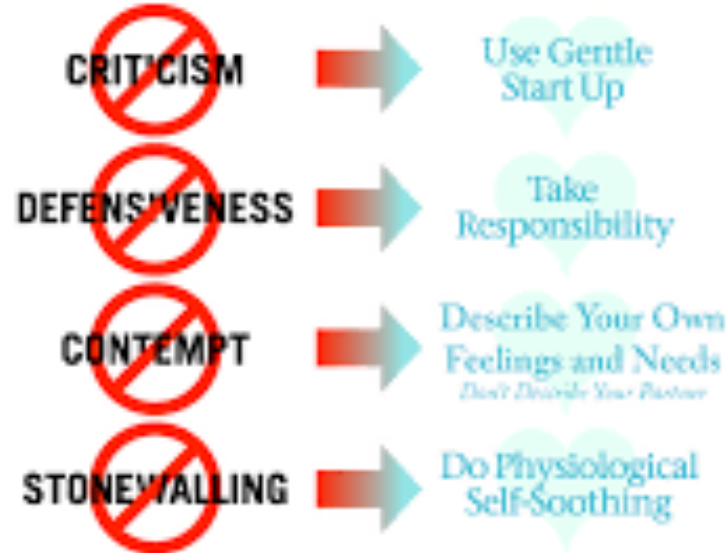 CRITICISM
Use Gentle
Start Up
DEFENSIVENESS
Take
Responsibility
CONTEMPT
Describe Your Own
Feelings and Needs
Don't Describe Your Partner
STONEWALLING
Do Physiological
Self-Soothing